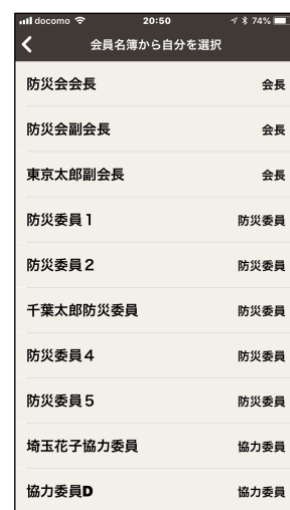 docomo 20:50 74%
会員名簿から自分を選択
防災会会長 会長
防災会副会長 会長
東京太郎副会長 会長
防災委員1 防災委員
防災委員2 防災委員
千葉太郎防災委員 防災委員
防災委員4 防災委員
防災委員5 防災委員
埼玉花子協力委員 協力委員
協力委員D 協力委員